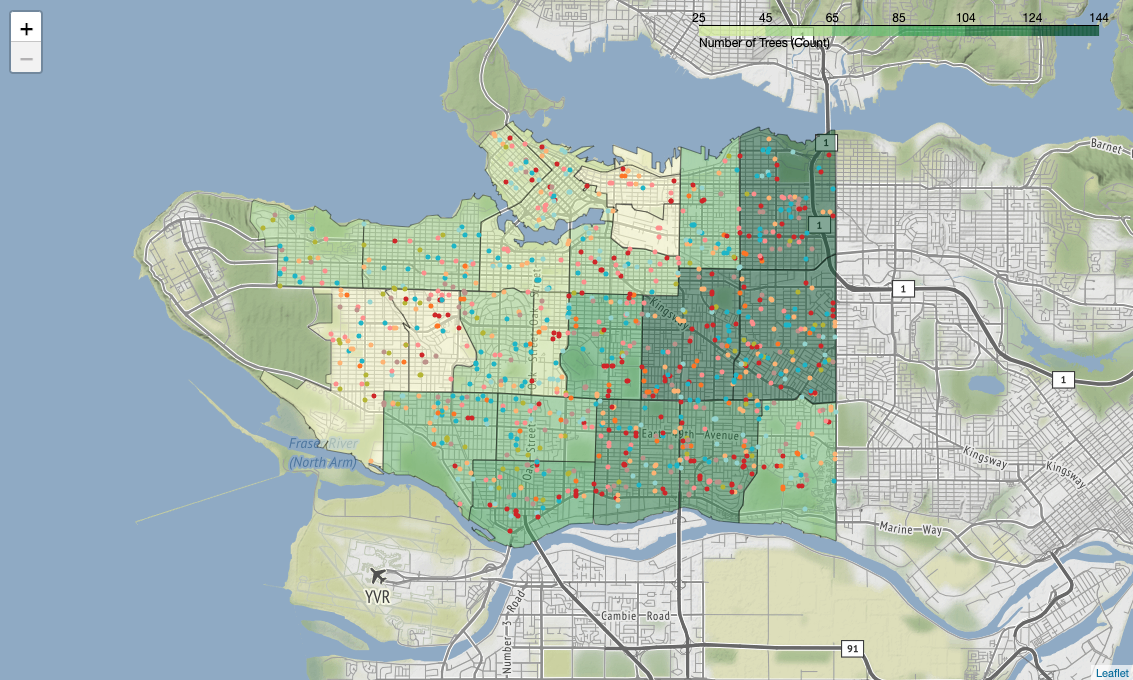 +
−
25 45 65 85 104 124 144
Number of Trees (Count)
1
Barnet
1
1
Kingsway
1
Oak Street
East 49th Avenue
Fraser River
(North Arm)
Oak Street
Kingsway
Kingsway
Marine Way
YVR
Number 3 Road
Cambie Road
91
Leaflet